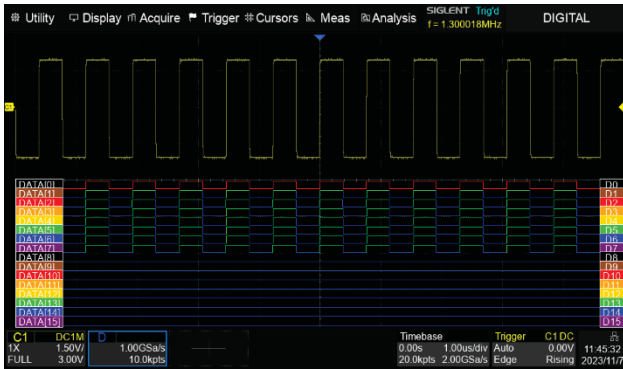 Utility Display Acquire Trigger Cursors Meas Analysis SIGLENT Trig'd DIGITAL
f = 1.300018MHz
DATA[0] D0
DATA[1] D1
DATA[2] D2
DATA[3] D3
DATA[4] D4
DATA[5] D5
DATA[6] D6
DATA[7] D7
DATA[8] D8
DATA[9] D9
DATA[10] D10
DATA[11] D11
DATA[12] D12
DATA[13] D13
DATA[14] D14
DATA[15] D15
C1 DC1M D Timebase Trigger C1 DC
1X 1.50V/ 1.00GSa/s 0.00s 1.00us/div Auto 0.00V 11:45:32
FULL 3.00V 10.0kpts 20.0kpts 2.00GSa/s Edge Rising 2023/11/7